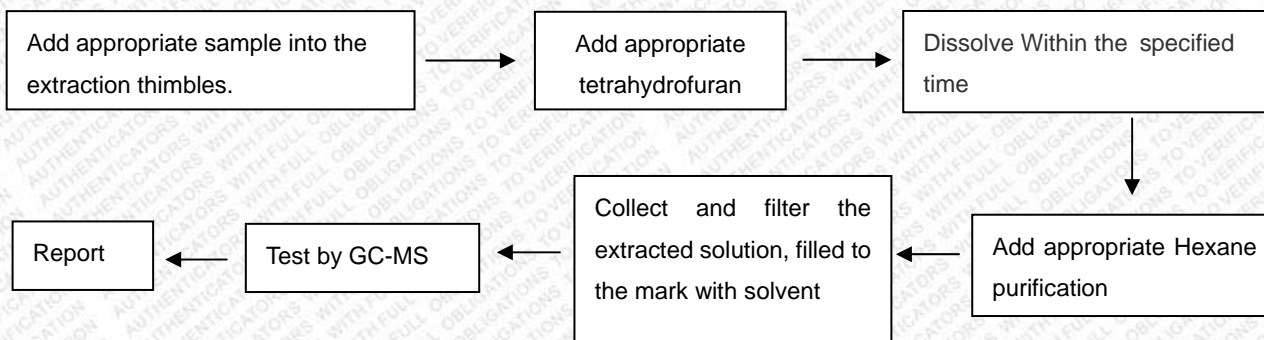 Add appropriate sample into the
extraction thimbles.
Add appropriate
tetrahydrofuran
Dissolve Within the specified
time
Add appropriate Hexane
purification
Collect and filter the
extracted solution, filled to
the mark with solvent
Test by GC-MS
Report